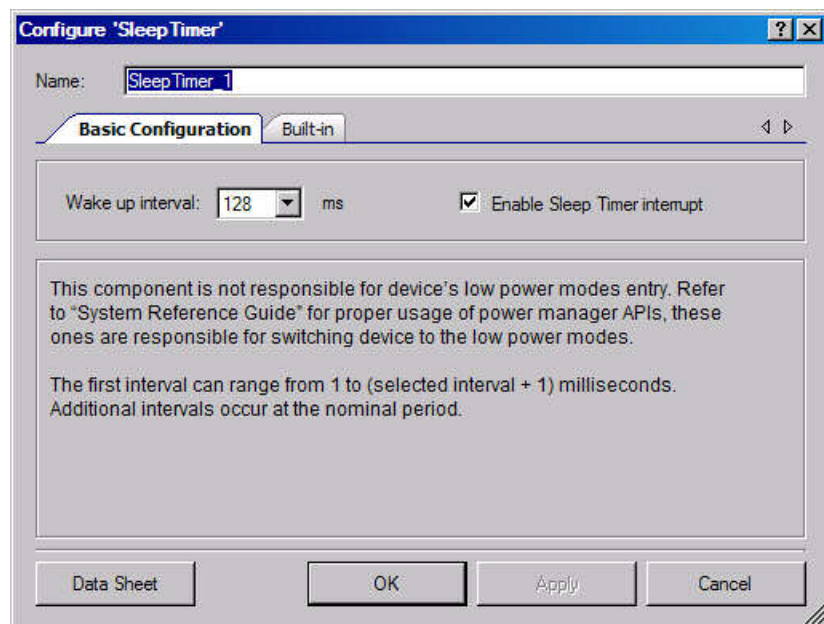 Configure 'SleepTimer'
Name: SleepTimer_1
Basic Configuration Built-in
Wake up interval: 128 ms Enable Sleep Timer interrupt
This component is not responsible for device's low power modes entry. Refer
to “System Reference Guide” for proper usage of power manager APIs, these
ones are responsible for switching device to the low power modes.
The first interval can range from 1 to (selected interval + 1) milliseconds.
Additional intervals occur at the nominal period.
Data Sheet OK Apply Cancel